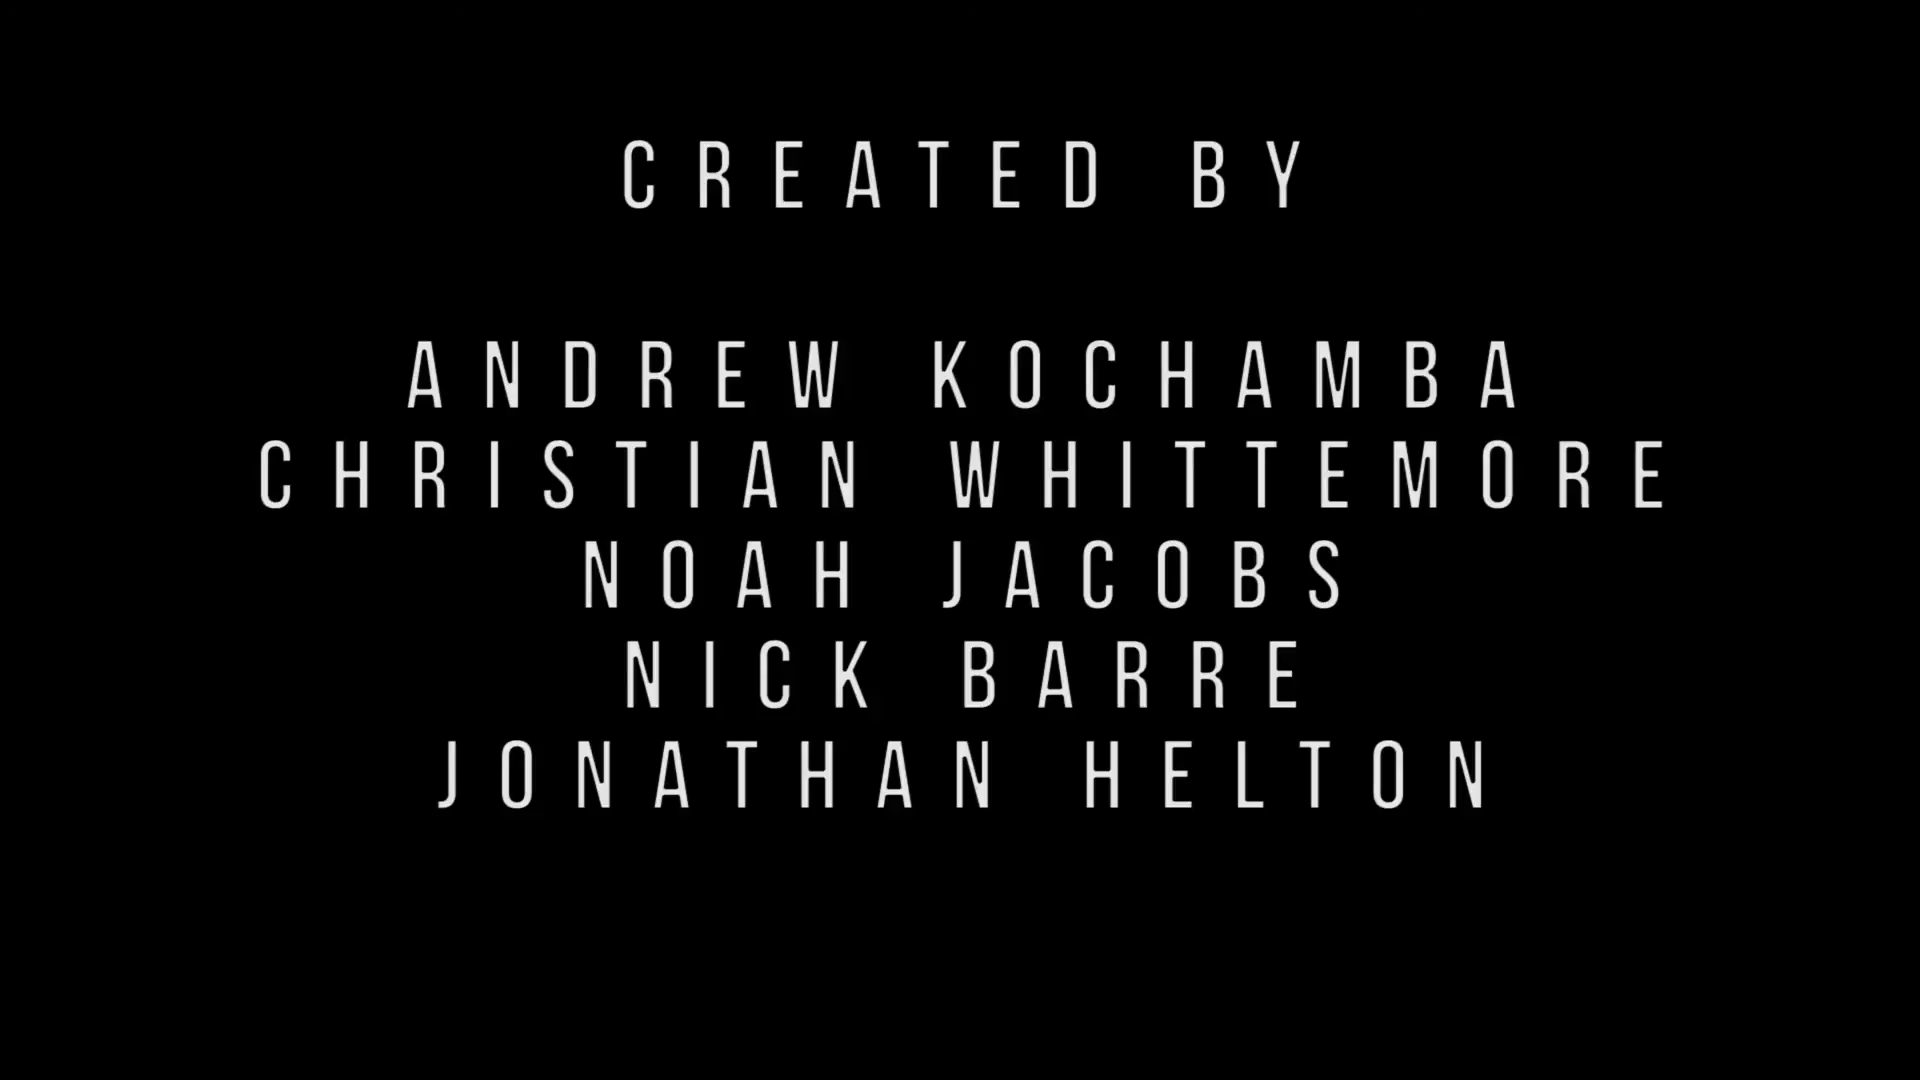 CREATED BY
ANDREW KOCHAMBA
CHRISTIAN WHITTEMORE
NOAH JACOBS
NICK BARRE
JONATHAN HELTON